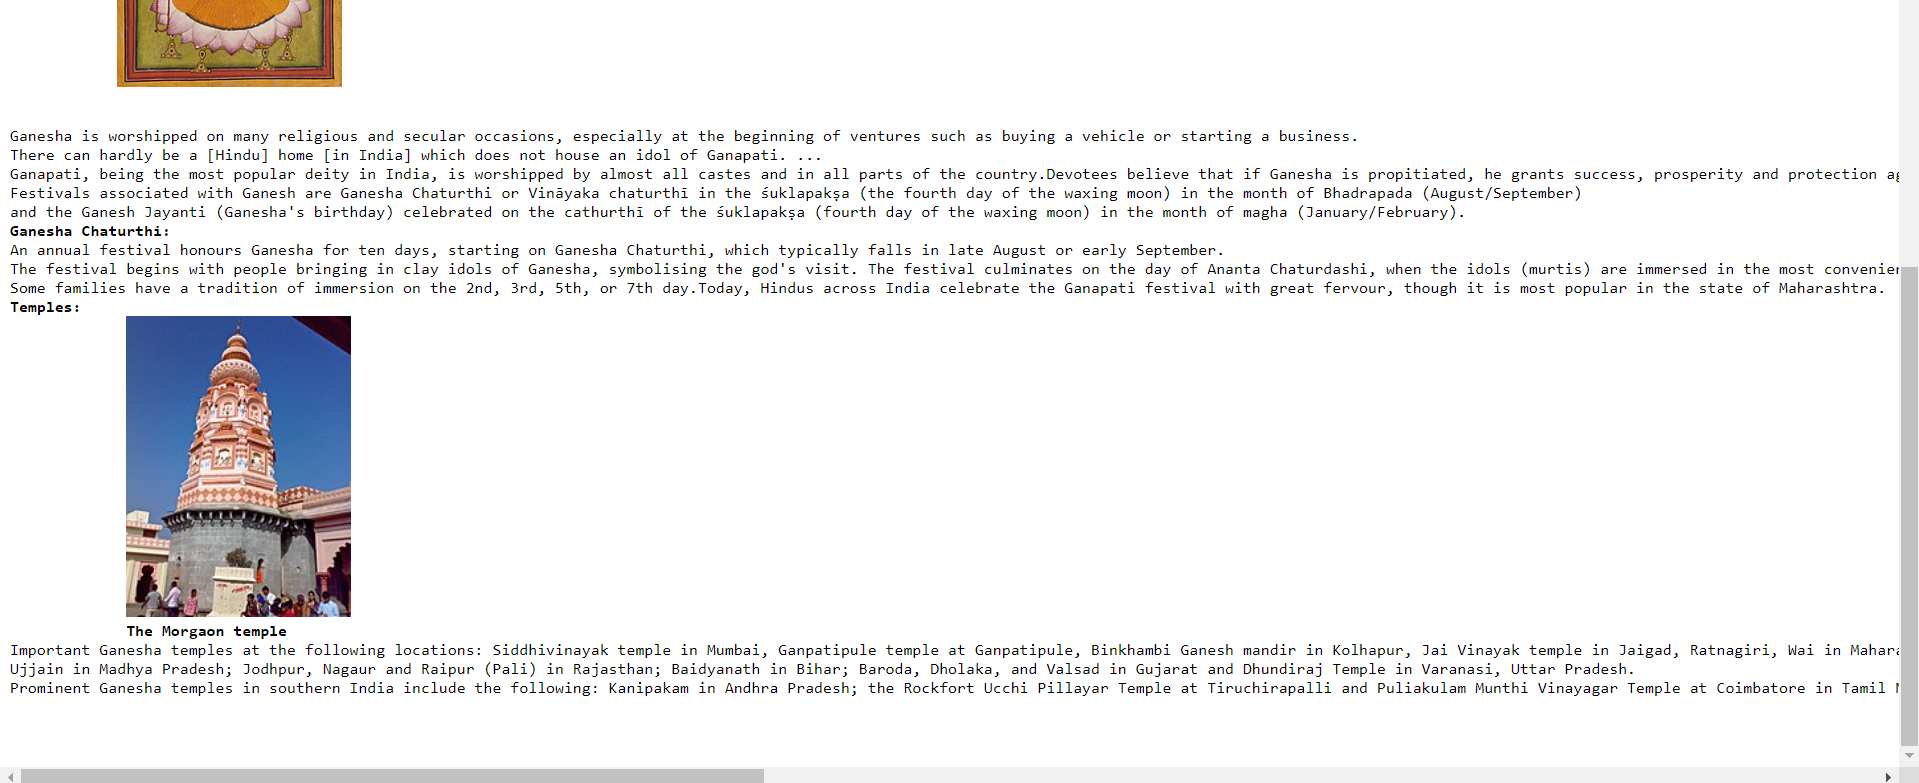 Ganesha is worshipped on many religious and secular occasions, especially at the beginning of ventures such as buying a vehicle or starting a business.
There can hardly be a [Hindu] home [in India] which does not house an idol of Ganapati. ...
Ganapati, being the most popular deity in India, is worshipped by almost all castes and in all parts of the country.Devotees believe that if Ganesha is propitiated, he grants success, prosperity and protection
Festivals associated with Ganesh are Ganesha Chaturthi or Vināyaka chaturthī in the śuklapakṣa (the fourth day of the waxing moon) in the month of Bhadrapada (August/September)
and the Ganesh Jayanti (Ganesha's birthday) celebrated on the cathurthī of the śuklapakṣa (fourth day of the waxing moon) in the month of magha (January/February).
Ganesha Chaturthi:
An annual festival honours Ganesha for ten days, starting on Ganesha Chaturthi, which typically falls in late August or early September.
The festival begins with people bringing in clay idols of Ganesha, symbolising the god's visit. The festival culminates on the day of Ananta Chaturdashi, when the idols (murtis) are immersed in the most
Some families have a tradition of immersion on the 2nd, 3rd, 5th, or 7th day.Today, Hindus across India celebrate the Ganapati festival with great fervour, though it is most popular in the state of Maharashtra.
Temples:
The Morgaon temple
Important Ganesha temples at the following locations: Siddhivinayak temple in Mumbai, Ganpatipule temple at Ganpatipule, Binkhambi Ganesh mandir in Kolhapur, Jai Vinayak temple in Jaigad, Ratnagiri, Wai in
Ujjain in Madhya Pradesh; Jodhpur, Nagaur and Raipur (Pali) in Rajasthan; Baidyanath in Bihar; Baroda, Dholaka, and Valsad in Gujarat and Dhundiraj Temple in Varanasi, Uttar Pradesh.
Prominent Ganesha temples in southern India include the following: Kanipakam in Andhra Pradesh; the Rockfort Ucchi Pillayar Temple at Tiruchirapalli and Puliakulam Munthi Vinayagar Temple at Coimbatore in Tamil